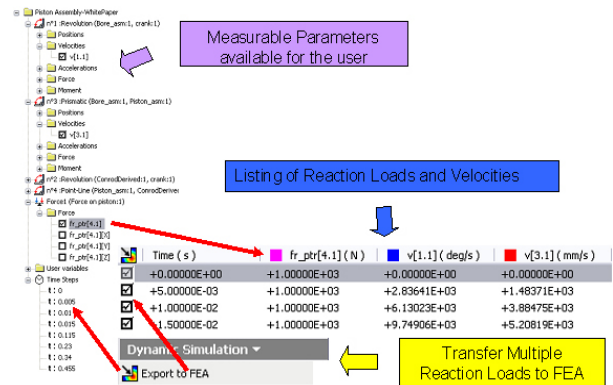 Piston Assembly-WhitePaper
nº1 :Revolution (Bore_asm:1, crank:1)
Positions
Velocities
v[1.1]
Accelerations
Force
Moment
nº3 :Prismatic (Bore_asm:1, Piston_asm:1)
Positions
Velocities
v[3.1]
Accelerations
Force
Moment
nº2 :Revolution (ConrodDerived:1, crank:1)
nº4 :Point-Line (Piston_asm:1, ConrodDerive
Force1 (Force on piston:1)
Force
fr_ptr[4.1]
fr_ptr[4.1][X]
fr_ptr[4.1][Y]
fr_ptr[4.1][Z]
User variables
Time Steps
t: 0
t: 0.005
t: 0.01
t: 0.015
t: 0.115
t: 0.23
t: 0.34
t: 0.455
Measurable Parameters
available for the user
Listing of Reaction Loads and Velocities
Time ( s ) fr_ptr[4.1] ( N ) v[1.1] ( deg/s ) v[3.1] ( mm/s )
+0.00000E+00 +1.00000E+03 +0.00000E+00 +0.00000E+00
+5.00000E-03 +1.00000E+03 +2.83641E+03 +1.48371E+03
+1.00000E-02 +1.00000E+03 +6.13023E+03 +3.88475E+03
+1.50000E-02 +1.00000E+03 +9.74906E+03 +5.20819E+03
Dynamic Simulation
Export to FEA
Transfer Multiple
Reaction Loads to FEA